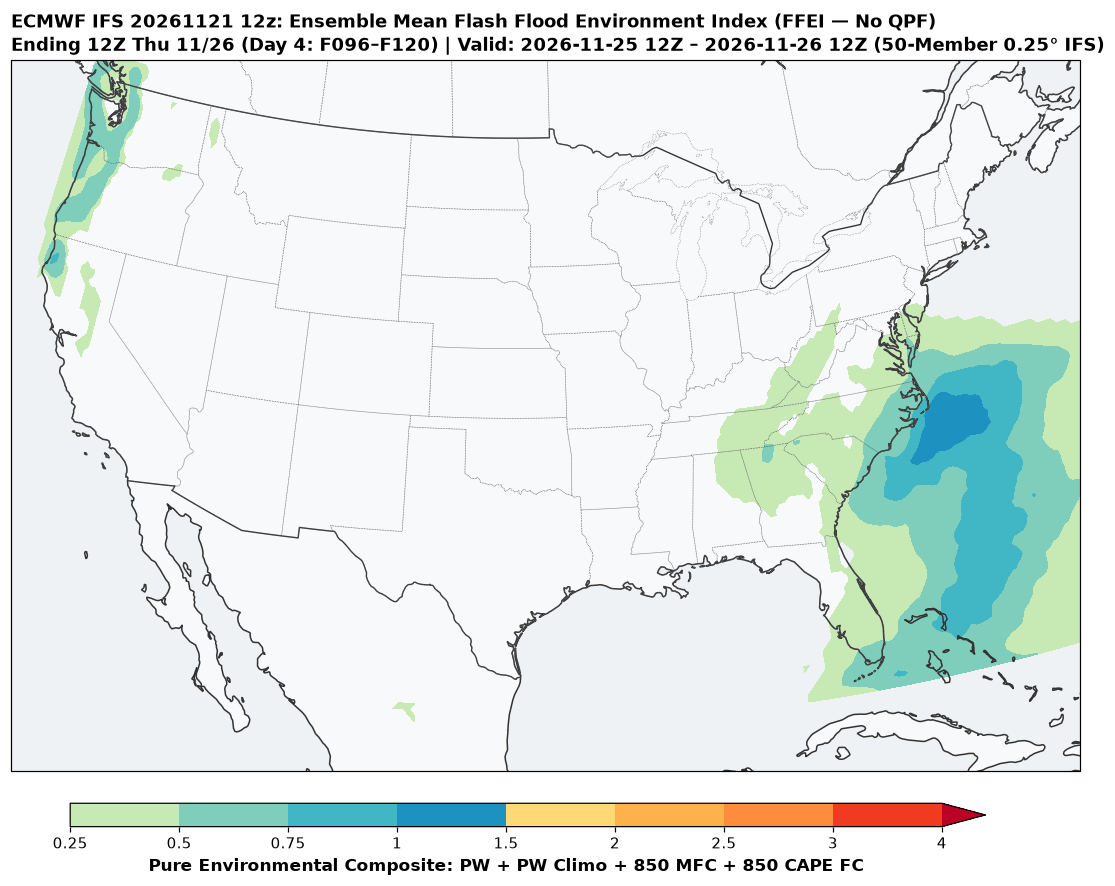 ECMWF IFS 20261121 12z: Ensemble Mean Flash Flood Environment Index (FFEI — No QPF)
Ending 12Z Thu 11/26 (Day 4: F096–F120) | Valid: 2026-11-25 12Z – 2026-11-26 12Z (50-Member 0.25° IFS)
0.25 0.5 0.75 1 1.5 2 2.5 3 4
Pure Environmental Composite: PW + PW Climo + 850 MFC + 850 CAPE FC